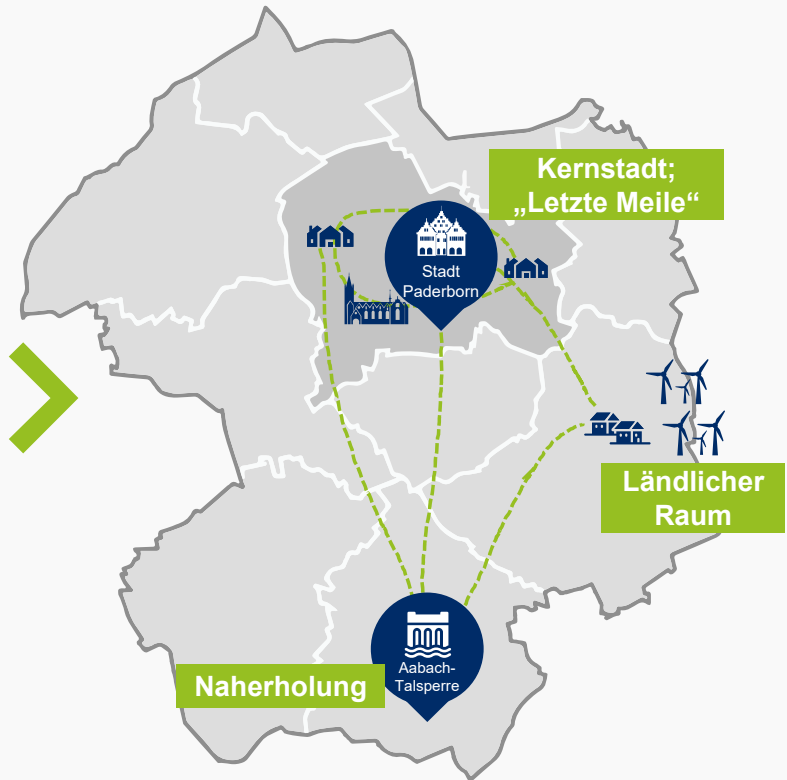 Kernstadt;
„Letzte Meile“
Stadt
Paderborn
Ländlicher
Raum
Aabach-
Talsperre
Naherholung